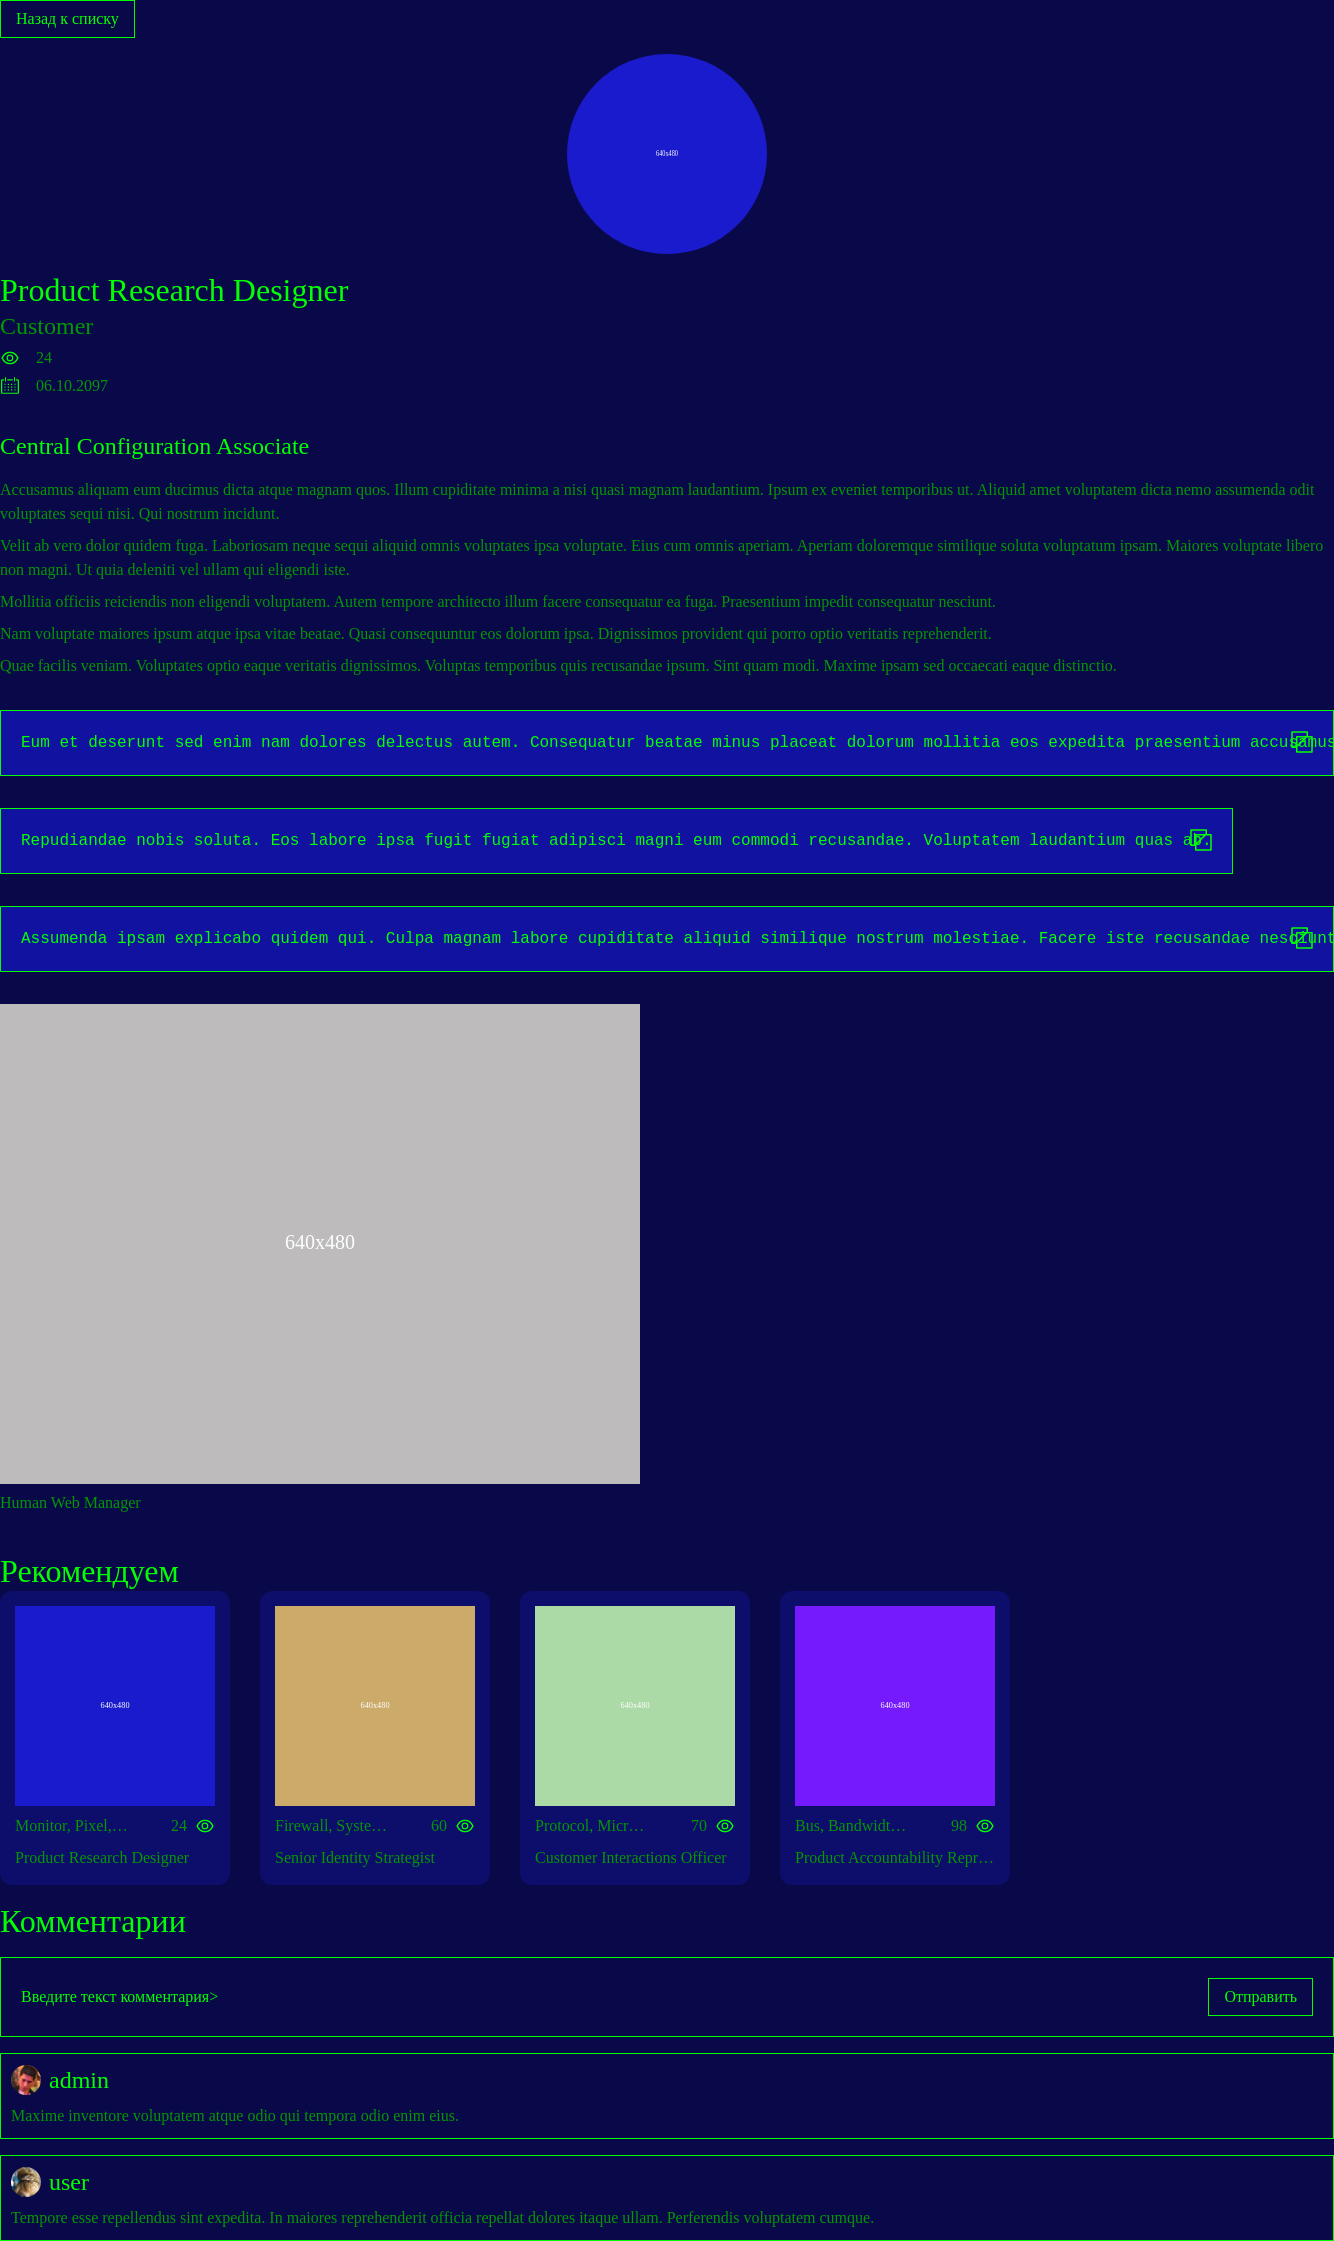 Назад к списку
640x480
Product Research Designer
Customer
24
06.10.2097
Central Configuration Associate
Accusamus aliquam eum ducimus dicta atque magnam quos. Illum cupiditate minima a nisi quasi magnam laudantium. Ipsum ex eveniet temporibus ut. Aliquid amet voluptatem dicta nemo assumenda odit
voluptates sequi nisi. Qui nostrum incidunt.
Velit ab vero dolor quidem fuga. Laboriosam neque sequi aliquid omnis voluptates ipsa voluptate. Eius cum omnis aperiam. Aperiam doloremque similique soluta voluptatum ipsam. Maiores voluptate libero
non magni. Ut quia deleniti vel ullam qui eligendi iste.
Mollitia officiis reiciendis non eligendi voluptatem. Autem tempore architecto illum facere consequatur ea fuga. Praesentium impedit consequatur nesciunt.
Nam voluptate maiores ipsum atque ipsa vitae beatae. Quasi consequuntur eos dolorum ipsa. Dignissimos provident qui porro optio veritatis reprehenderit.
Quae facilis veniam. Voluptates optio eaque veritatis dignissimos. Voluptas temporibus quis recusandae ipsum. Sint quam modi. Maxime ipsam sed occaecati eaque distinctio.
Eum et deserunt sed enim nam dolores delectus autem. Consequatur beatae minus placeat dolorum mollitia eos expedita praesentium accusamus
Repudiandae nobis soluta. Eos labore ipsa fugit fugiat adipisci magni eum commodi recusandae. Voluptatem laudantium quas ab.
Assumenda ipsam explicabo quidem qui. Culpa magnam labore cupiditate aliquid similique nostrum molestiae. Facere iste recusandae nesciunt
640x480
Human Web Manager
Рекомендуем
640x480 640x480 640x480 640x480
Monitor, Pixel,… 24 Firewall, Syste… 60 Protocol, Micr… 70 Bus, Bandwidt… 98
Product Research Designer Senior Identity Strategist Customer Interactions Officer Product Accountability Repr…
Комментарии
Введите текст комментария> Отправить
admin
Maxime inventore voluptatem atque odio qui tempora odio enim eius.
user
Tempore esse repellendus sint expedita. In maiores reprehenderit officia repellat dolores itaque ullam. Perferendis voluptatem cumque.